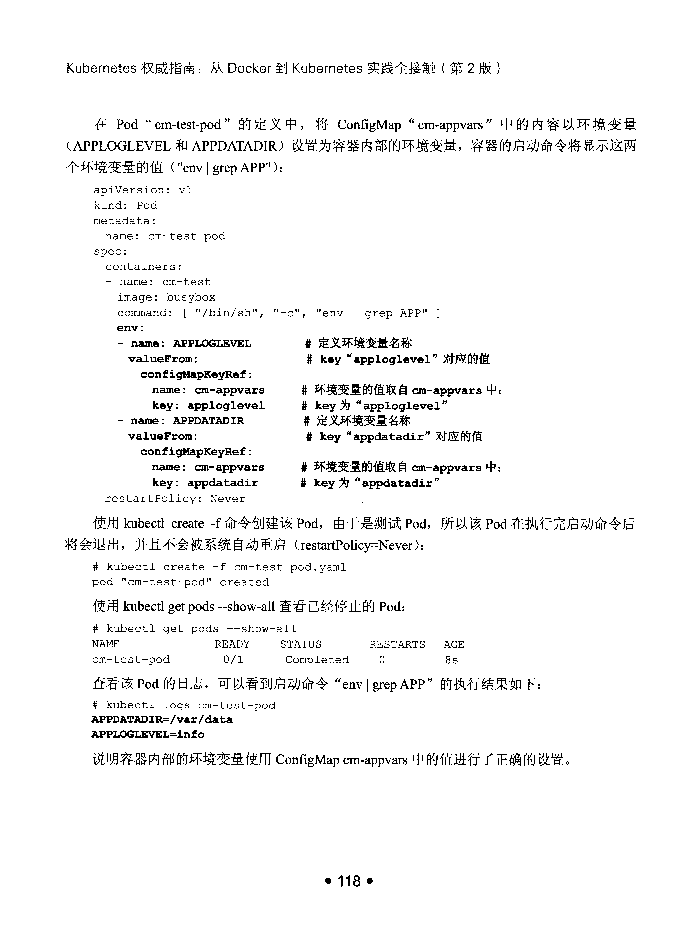 Kubernetes 权威指南：从 Docker 到 Kubernetes 实践全接触（第 2 版）
在 Pod “cm-test-pod”的定义中，将 ConfigMap “cm-appvars”中的内容以环境变量
（APPLOGLEVEL 和 APPDATADIR）设置为容器内部的环境变量，容器的启动命令将显示这两
个环境变量的值（"env | grep APP"）：
apiVersion: v1
kind: Pod
metadata:
  name: cm-test-pod
spec:
  containers:
  - name: cm-test
    image: busybox
    command: [ "/bin/sh", "-c", "env | grep APP" ]
    env:
    - name: APPLOGLEVEL # 定义环境变量名称
      valueFrom: # key“apploglevel”对应的值
        configMapKeyRef:
          name: cm-appvars # 环境变量的值取自 cm-appvars 中：
          key: apploglevel # key 为“apploglevel”
    - name: APPDATADIR # 定义环境变量名称
      valueFrom: # key“appdatadir”对应的值
        configMapKeyRef:
          name: cm-appvars # 环境变量的值取自 cm-appvars 中：
          key: appdatadir # key 为“appdatadir”
  restartPolicy: Never
使用 kubectl create -f 命令创建该 Pod，由于是测试 Pod，所以该 Pod 在执行完启动命令后
将会退出，并且不会被系统自动重启（restartPolicy=Never）：
# kubectl create -f cm-test-pod.yaml
pod "cm-test-pod" created
使用 kubectl get pods --show-all 查看已经停止的 Pod：
# kubectl get pods --show-all
NAME READY STATUS RESTARTS AGE
cm-test-pod 0/1 Completed 0 8s
查看该 Pod 的日志，可以看到启动命令“env | grep APP”的执行结果如下：
# kubectl logs cm-test-pod
APPDATADIR=/var/data
APPLOGLEVEL=info
说明容器内部的环境变量使用 ConfigMap cm-appvars 中的值进行了正确的设置。
• 118 •